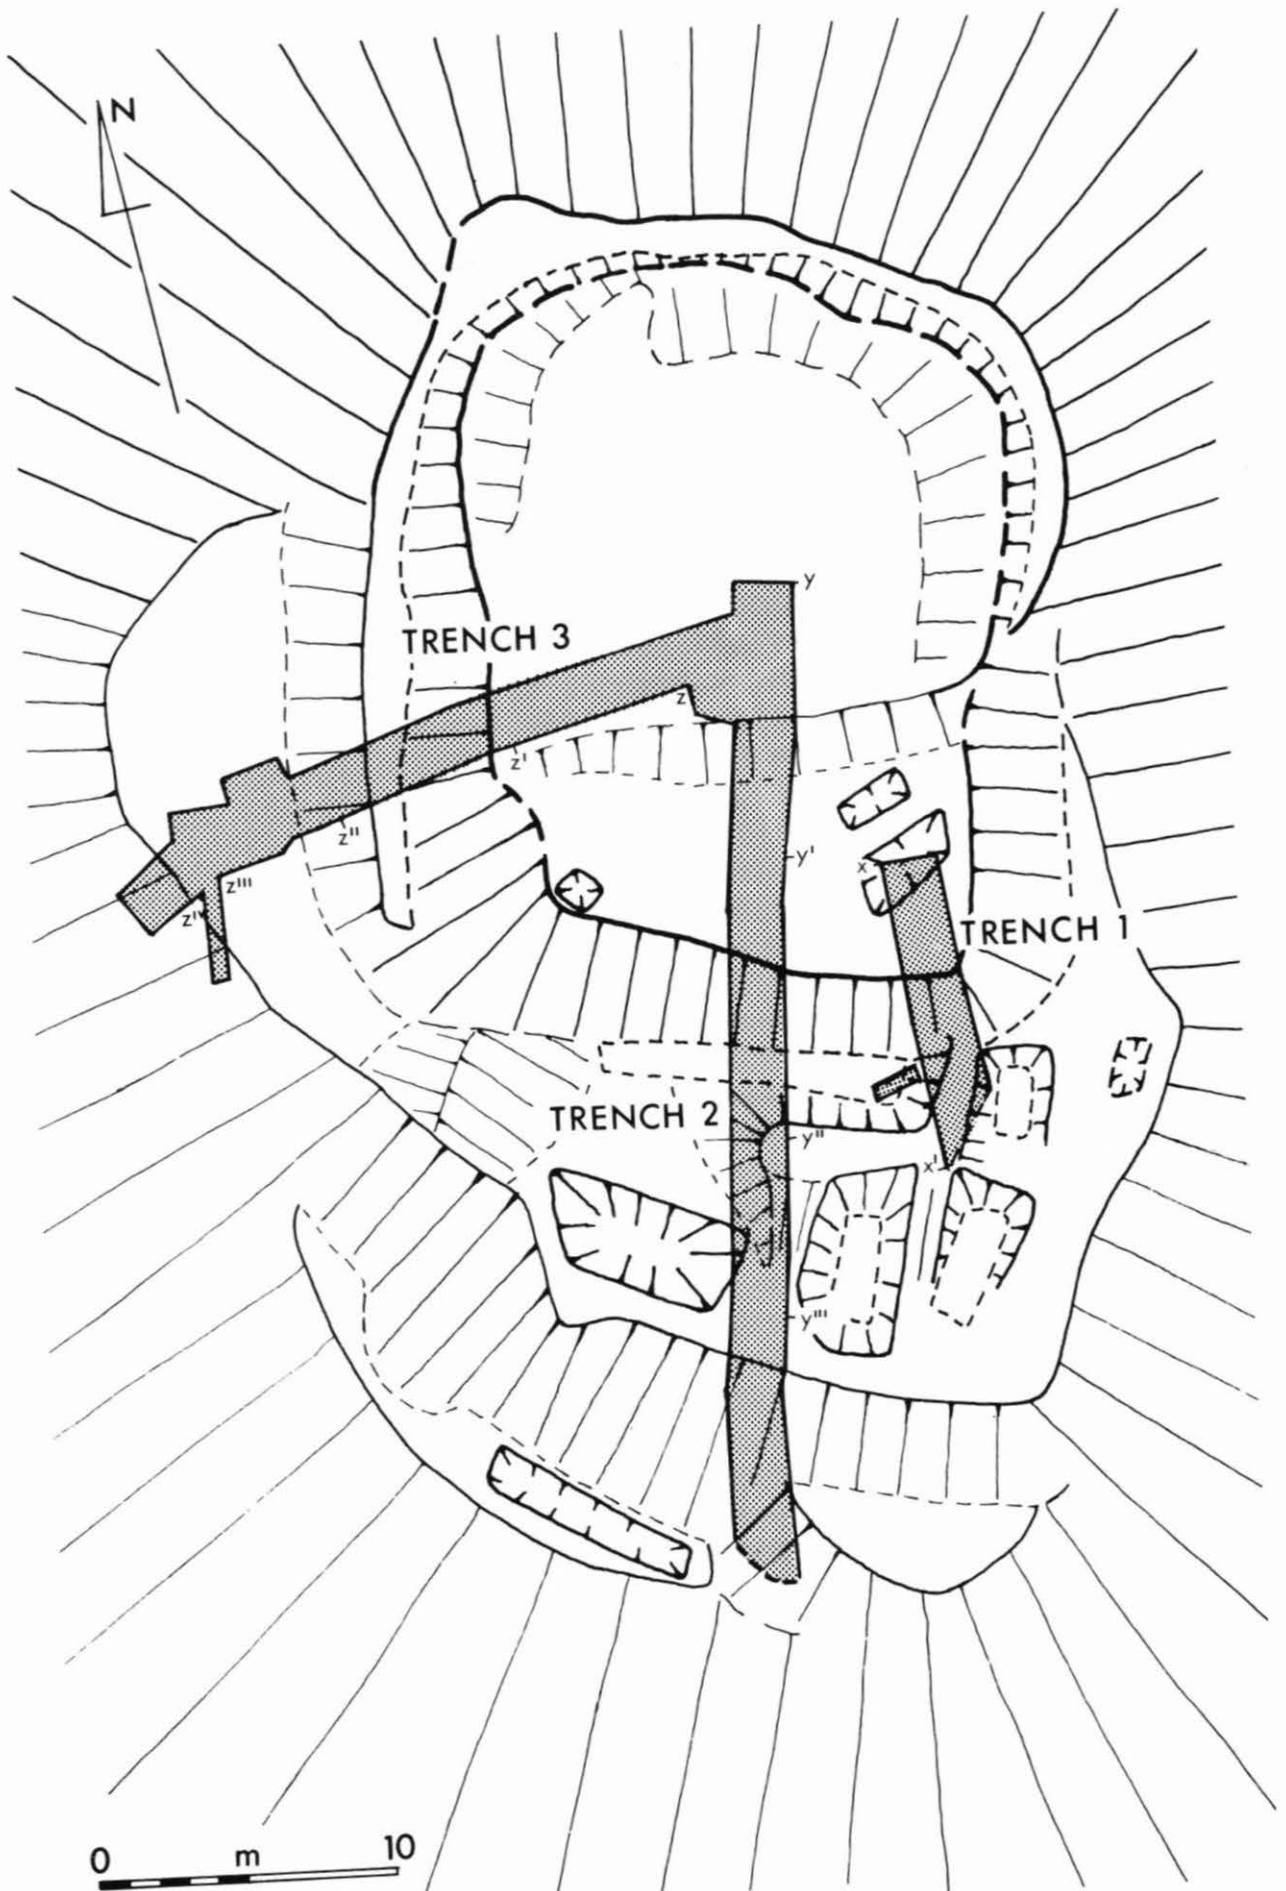 N
y
TRENCH 3
z
z'
y'
x
z''
z'''
z'v
TRENCH 1
TRENCH 2
y''
x'
y'''
0 m 10